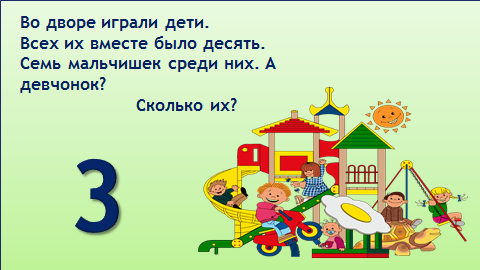 Во дворе играли дети.
Всех их вместе было десять.
Семь мальчишек среди них. А
девчонок?
Сколько их?
3